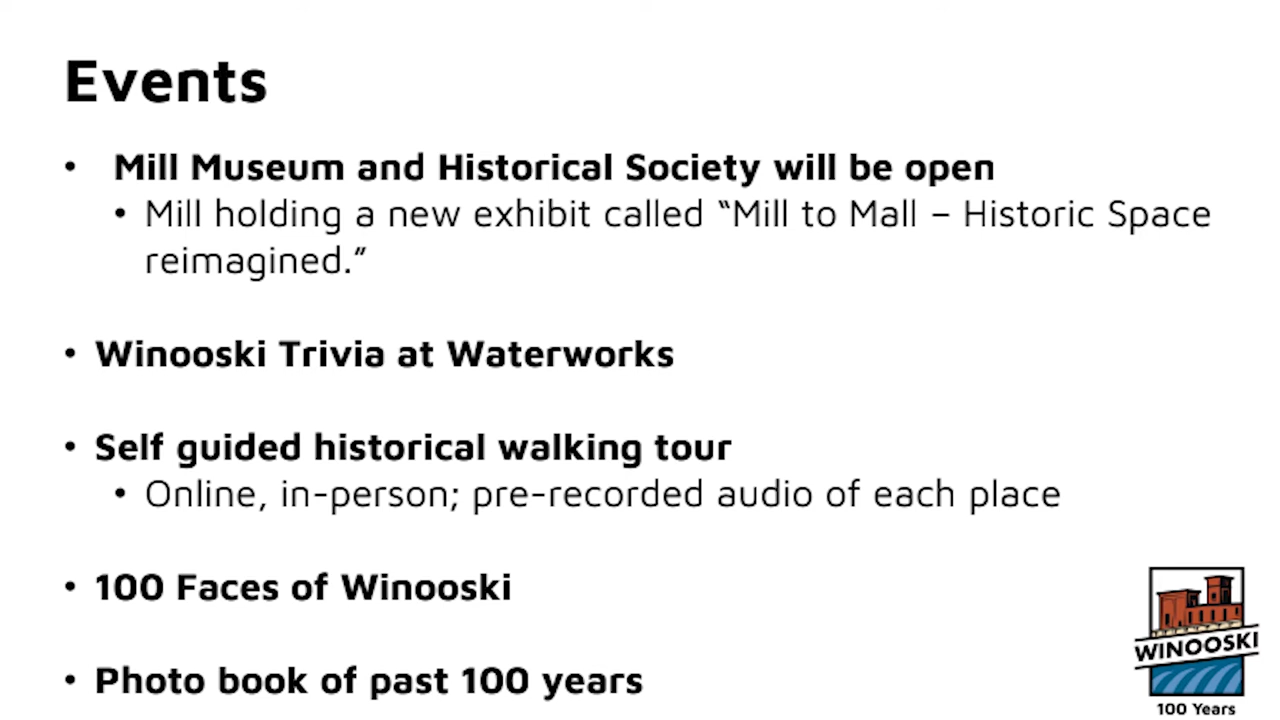 Events
• Mill Museum and Historical Society will be open
• Mill holding a new exhibit called “Mill to Mall – Historic Space
reimagined.”
• Winooski Trivia at Waterworks
• Self guided historical walking tour
• Online, in-person; pre-recorded audio of each place
• 100 Faces of Winooski
• Photo book of past 100 years
WINOOSKI
100 Years